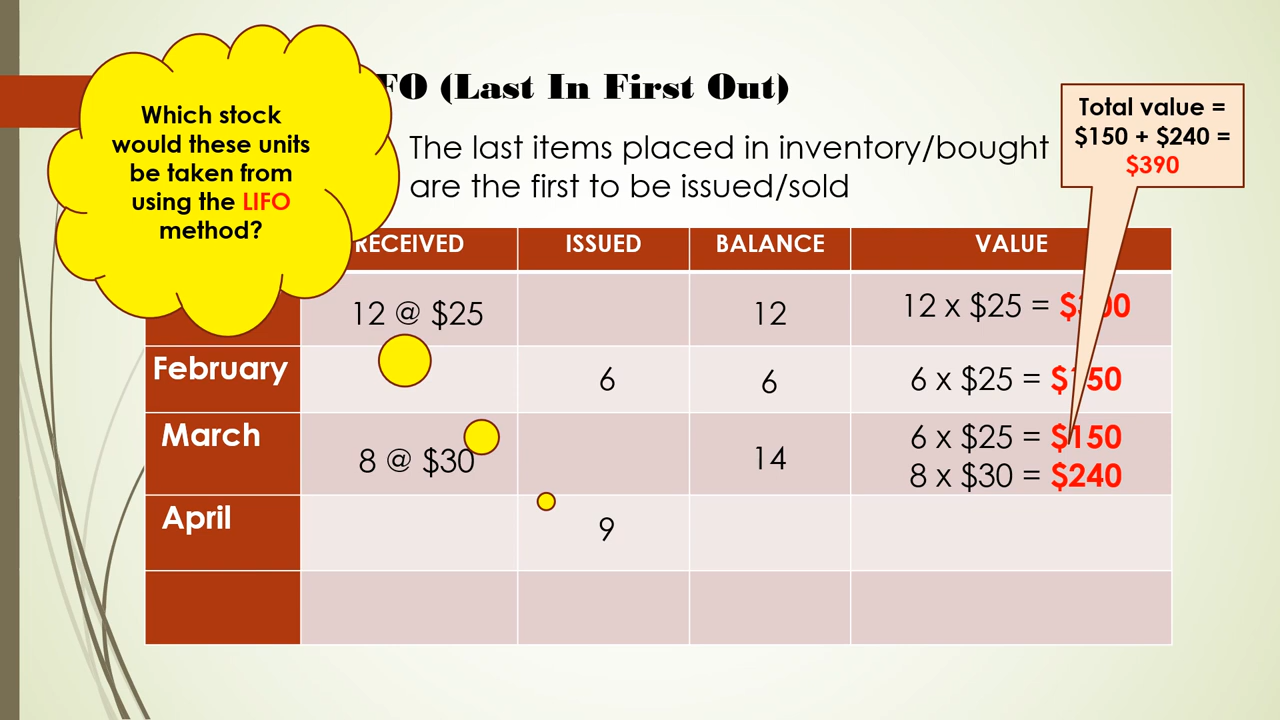 FO (Last In First Out)
Which stock
would these units
be taken from
using the LIFO
method?
Total value =
$150 + $240 =
$390
The last items placed in inventory/bought
are the first to be issued/sold
RECEIVED ISSUED BALANCE VALUE
12 @ $25 12 12 x $25 =
February 6 6 6 x $25 =
March 8 @ $30 14 6 x $25 = $150
8 x $30 = $240
April 9